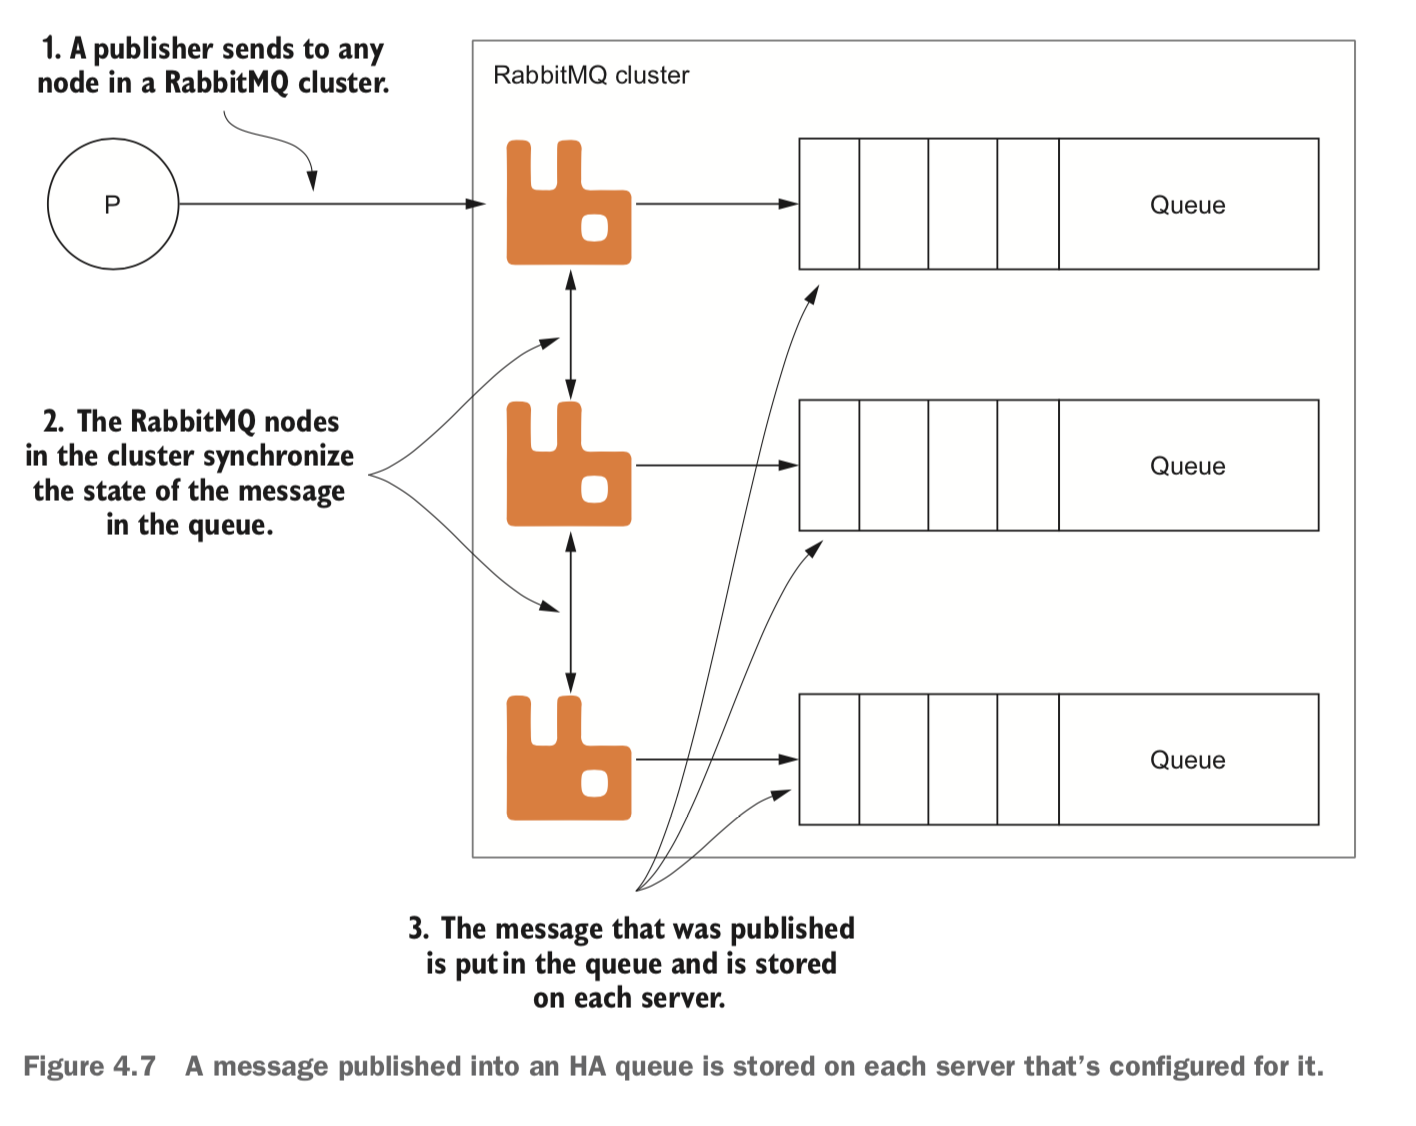 1. A publisher sends to any
node in a RabbitMQ cluster.
RabbitMQ cluster
P
Queue
2. The RabbitMQ nodes
in the cluster synchronize
the state of the message
in the queue.
Queue
Queue
3. The message that was published
is put in the queue and is stored
on each server.
Figure 4.7 A message published into an HA queue is stored on each server that's configured for it.